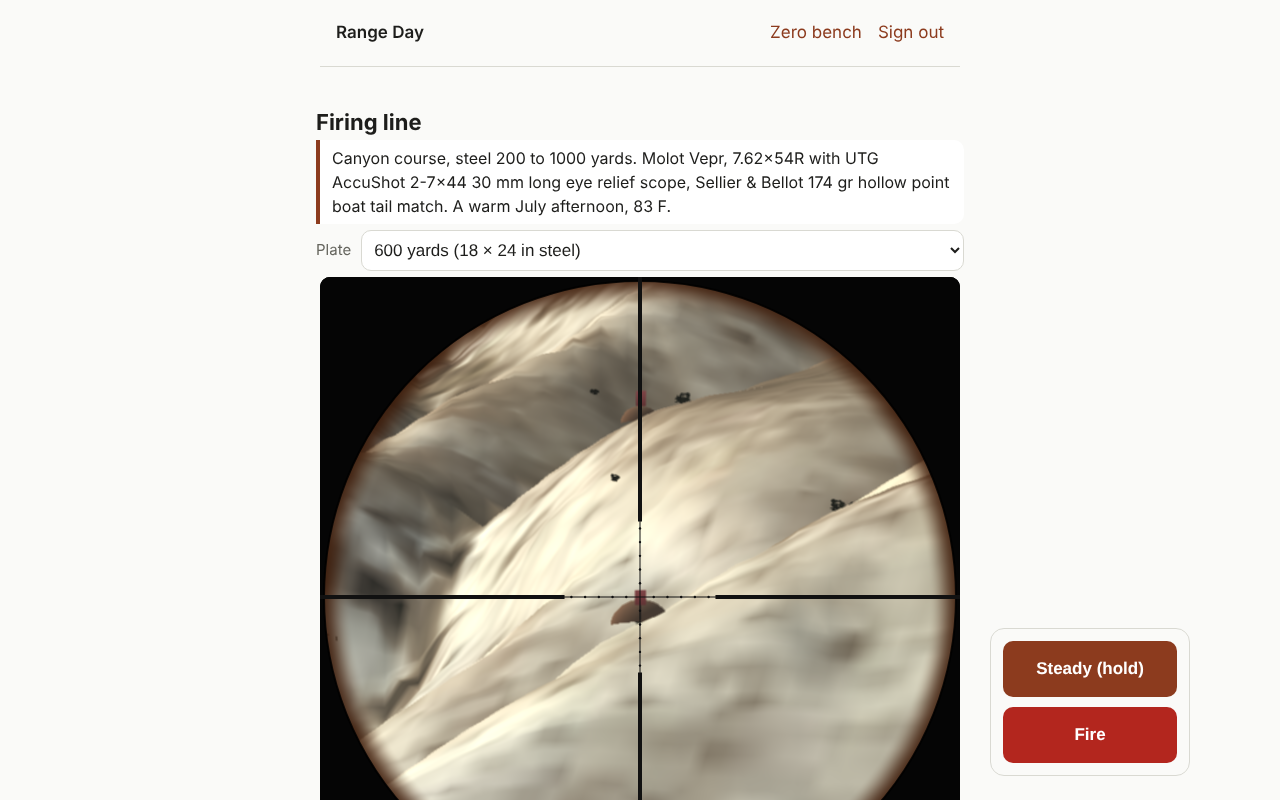 Range Day
Zero bench
Sign out
Firing line
Canyon course, steel 200 to 1000 yards. Molot Vepr, 7.62×54R with UTG
AccuShot 2-7×44 30 mm long eye relief scope, Sellier & Bellot 174 gr hollow point
boat tail match. A warm July afternoon, 83 F.
Plate
600 yards (18 × 24 in steel)
Steady (hold)
Fire